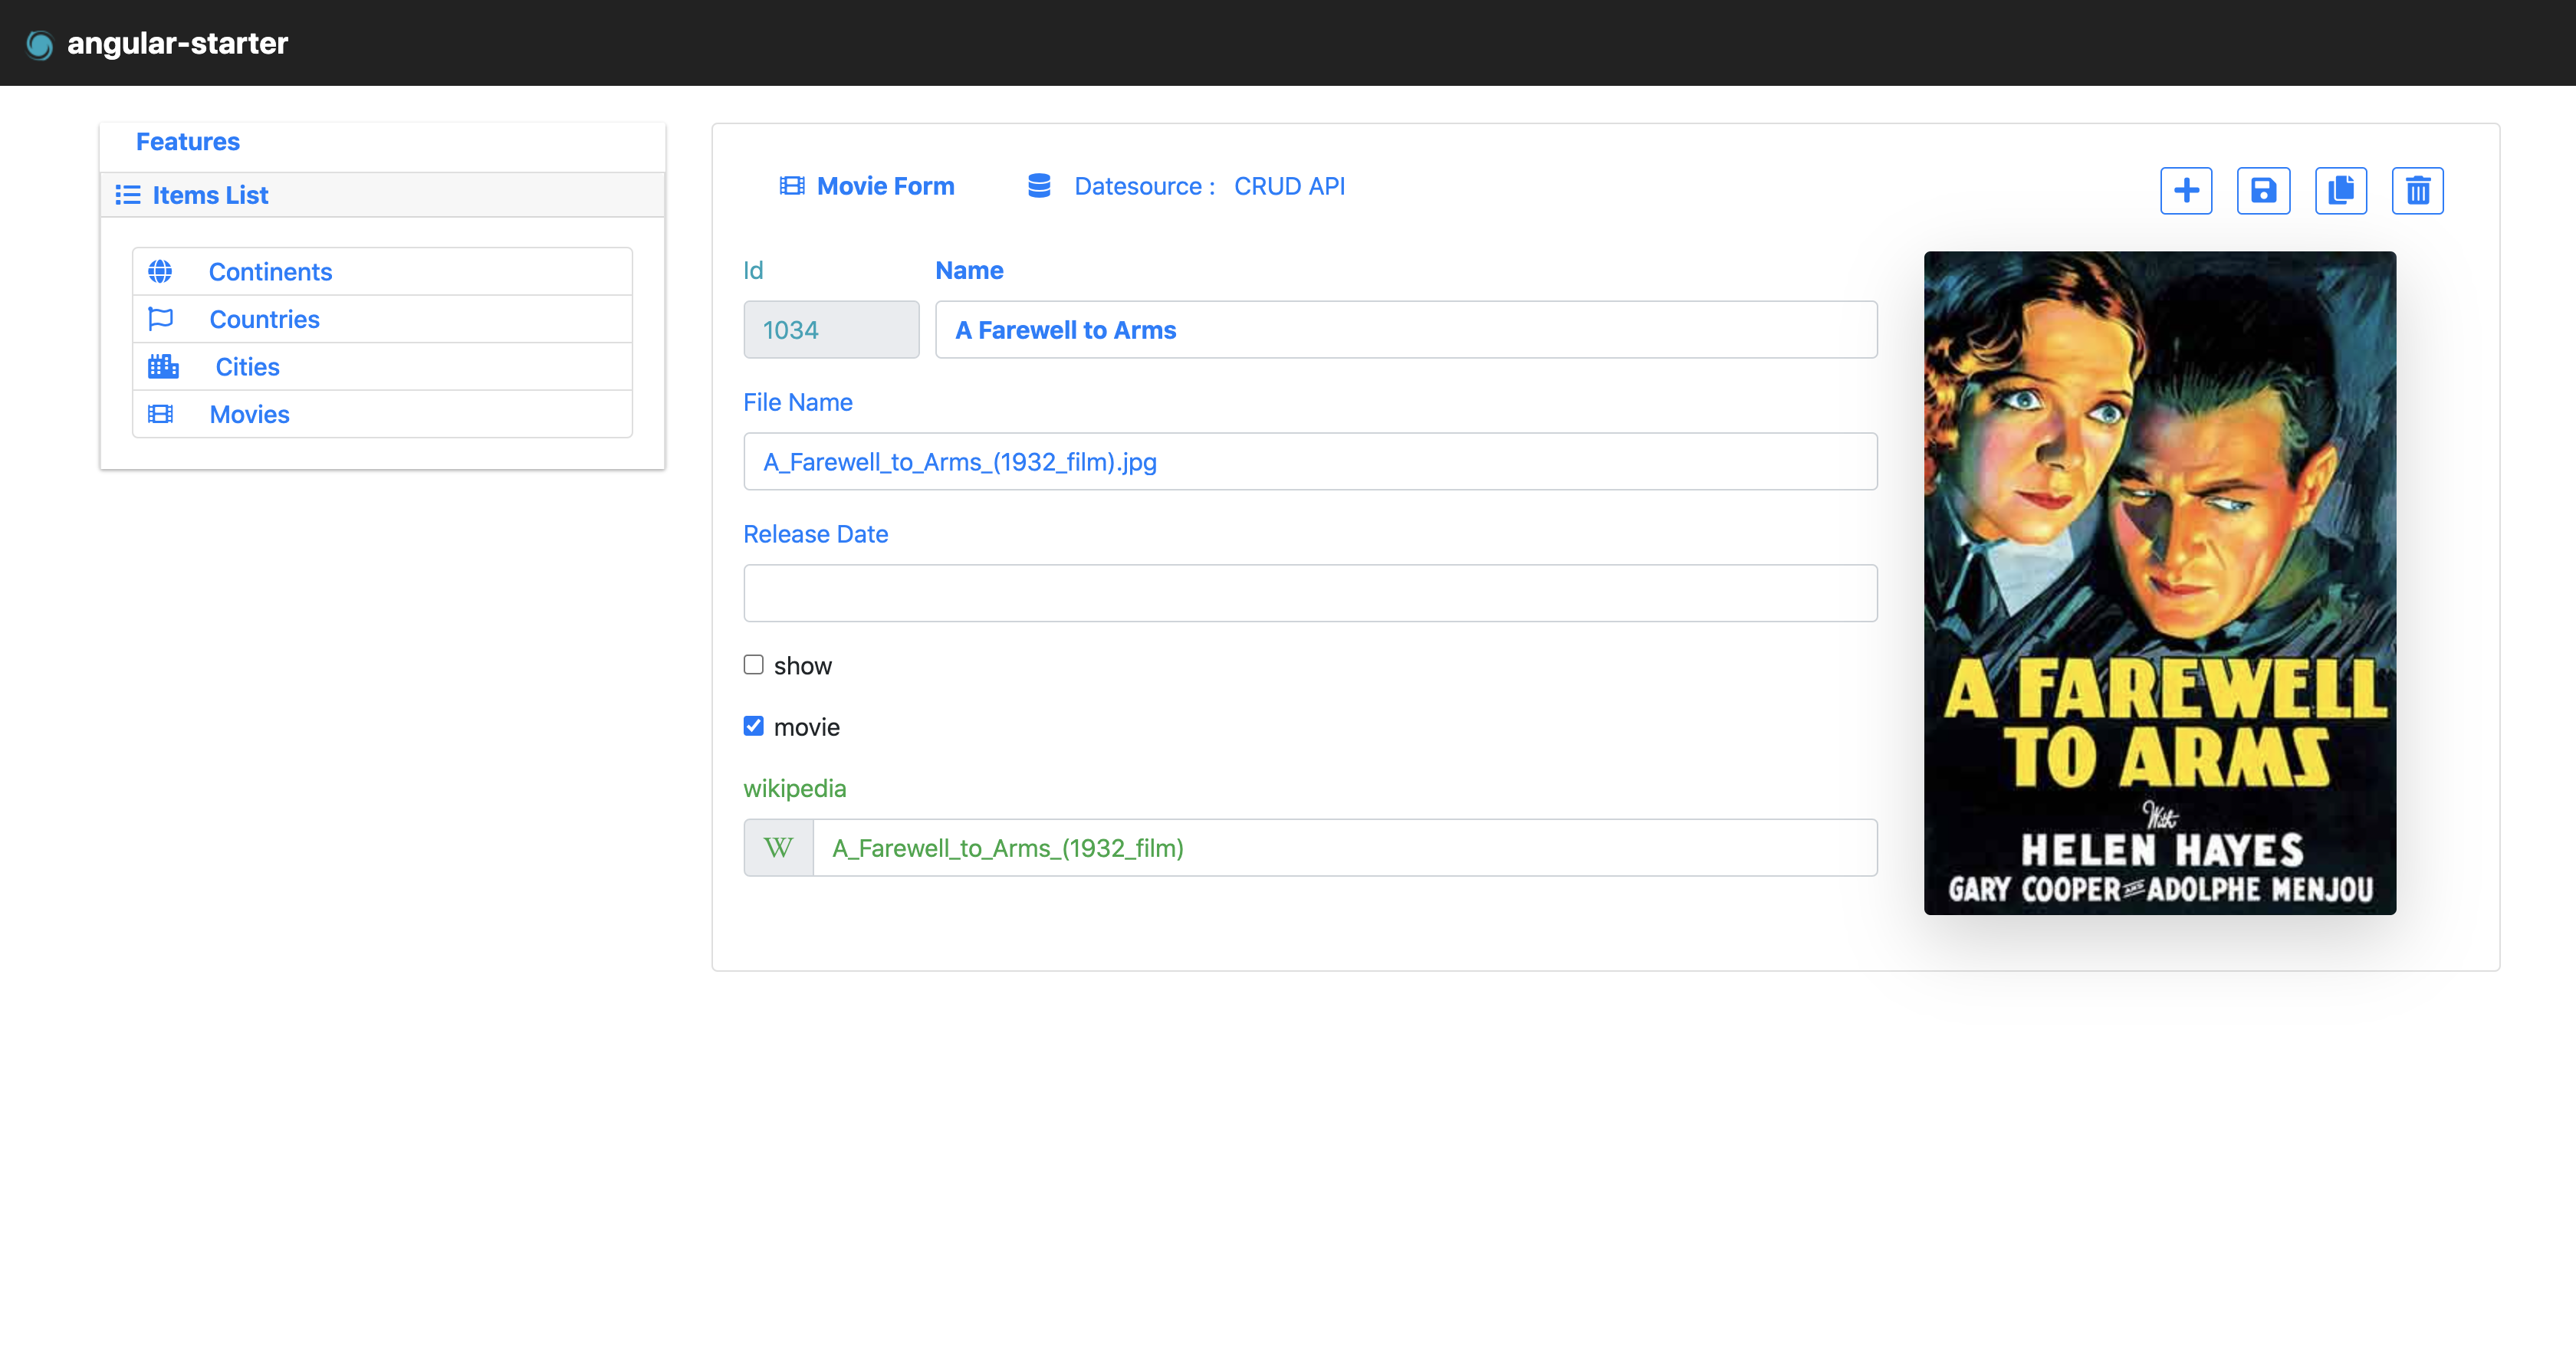 angular-starter
Features
Items List
Continents
Countries
Cities
Movies
Movie Form
Datesource : CRUD API
Id
Name
1034
A Farewell to Arms
File Name
A_Farewell_to_Arms_(1932_film).jpg
Release Date
show
movie
wikipedia
W
A_Farewell_to_Arms_(1932_film)
A FAREWELL
TO ARMS
With
HELEN HAYES
GARY COOPER AND ADOLPHE MENJOU